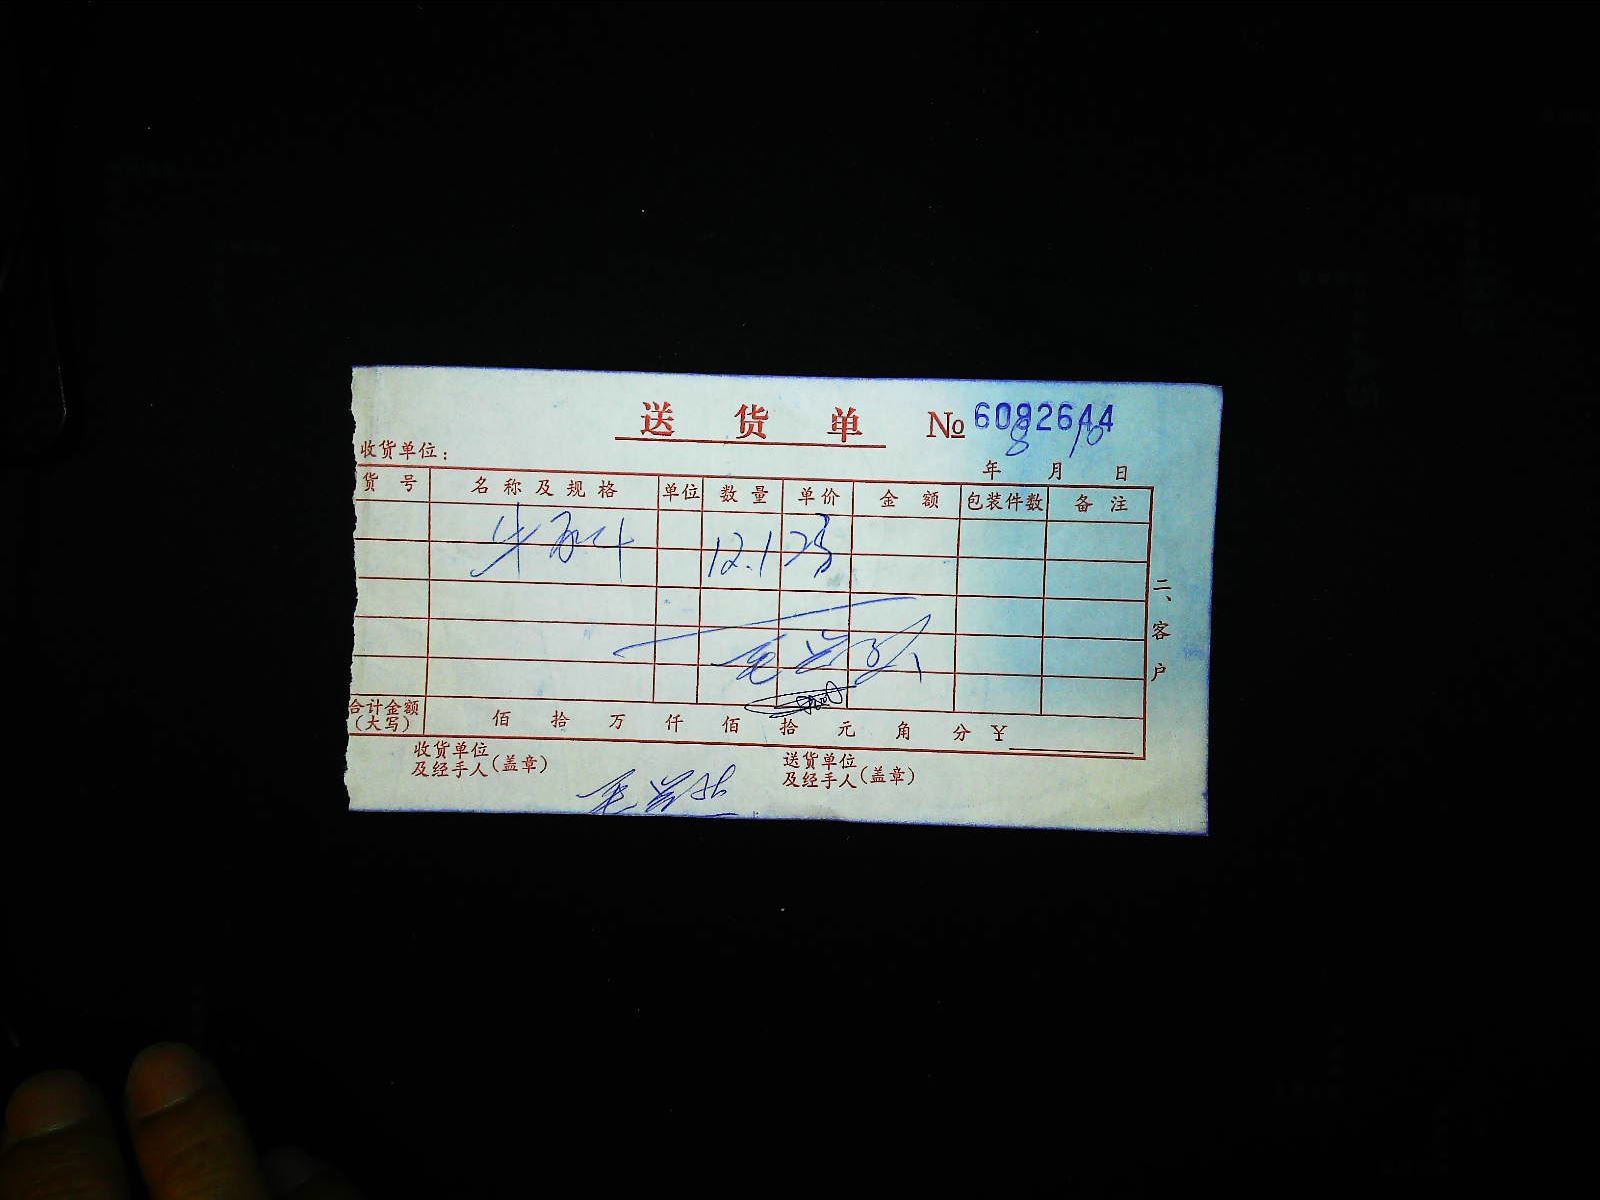 送货单 № 6092644
8 10
收货单位： 年 月 日
货号 名称及规格 单位 数量 单价 金额 包装件数 备注
12.1
二、客户
合计金额（大写） 佰 拾 万 仟 佰 拾 元 角 分 ￥
收货单位及经手人（盖章） 送货单位及经手人（盖章）